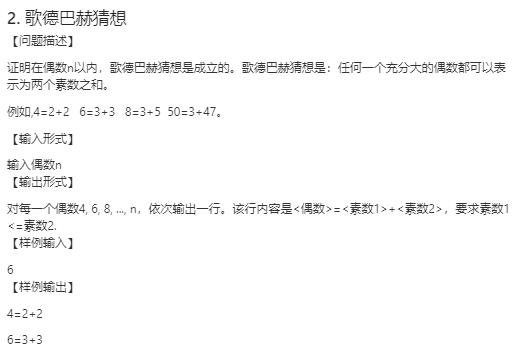 2. 歌德巴赫猜想
【问题描述】
证明在偶数n以内，歌德巴赫猜想是成立的。歌德巴赫猜想是：任何一个充分大的偶数都可以表
示为两个素数之和。
例如,4=2+2 6=3+3 8=3+5 50=3+47。
【输入形式】
输入偶数n
【输出形式】
对每一个偶数4, 6, 8, ..., n，依次输出一行。该行内容是<偶数>=<素数1>+<素数2>，要求素数1
<=素数2.
【样例输入】
6
【样例输出】
4=2+2
6=3+3